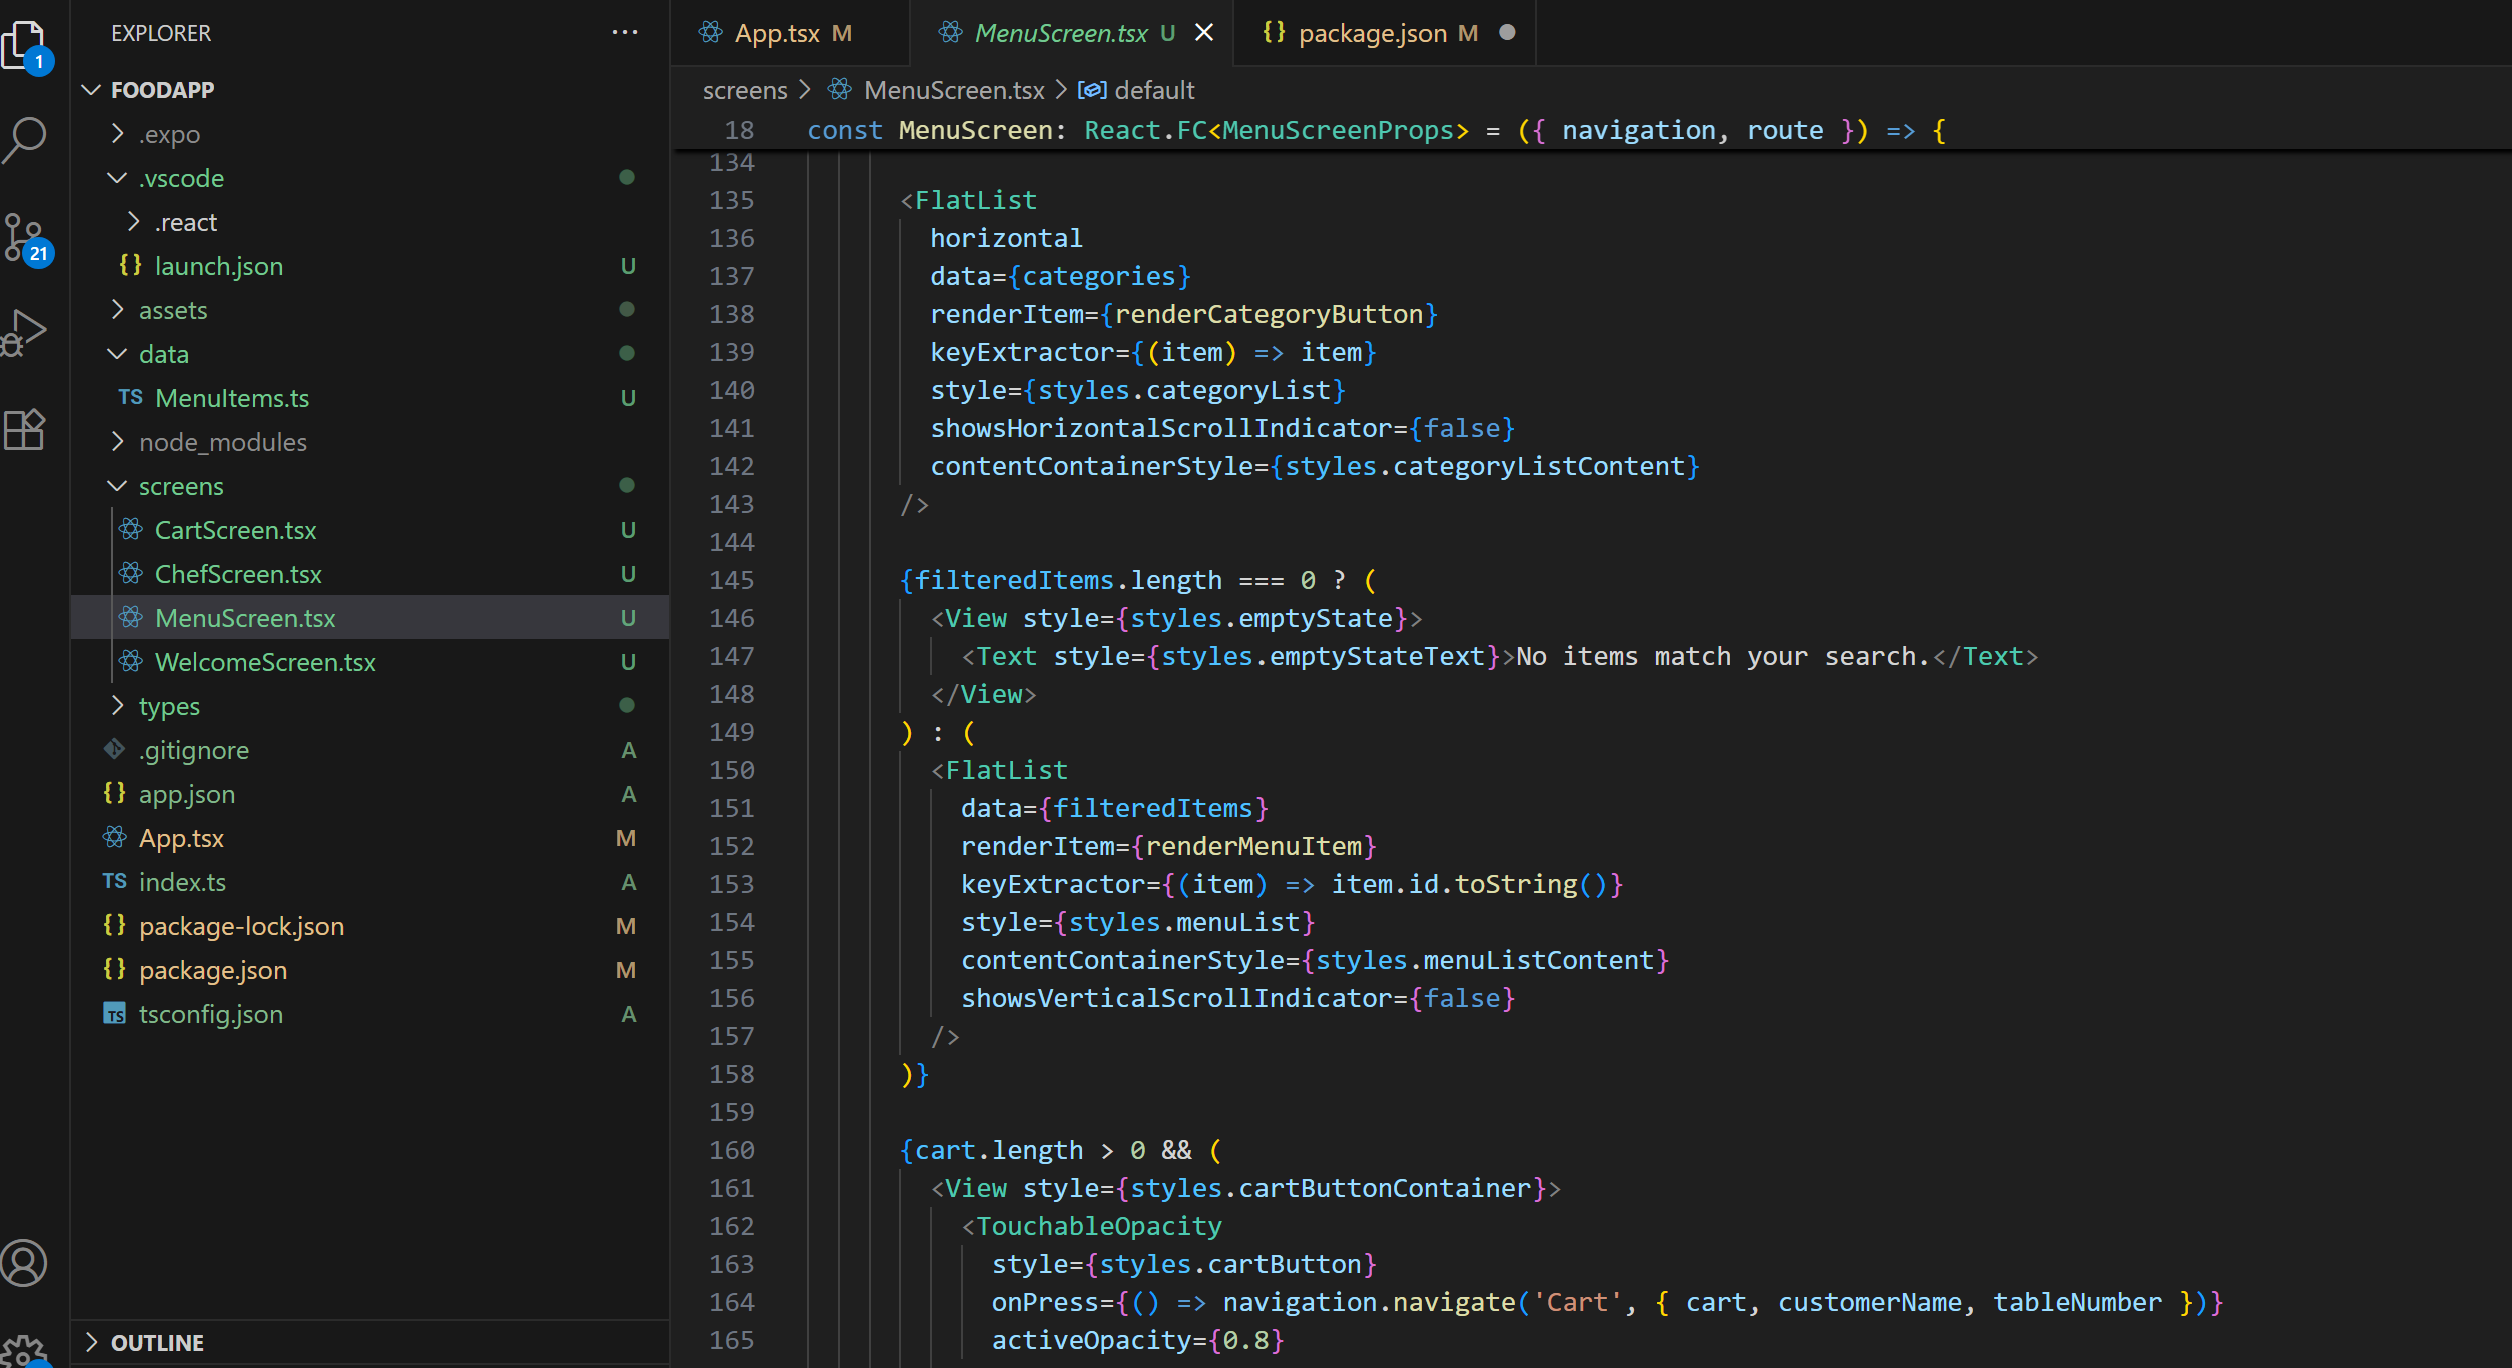 EXPLORER
FOODAPP
.expo
.vscode
.react
{} launch.json U
assets
data
TS MenuItems.ts U
node_modules
screens
CartScreen.tsx U
ChefScreen.tsx U
MenuScreen.tsx U
WelcomeScreen.tsx U
types
.gitignore A
{} app.json A
App.tsx M
TS index.ts A
{} package-lock.json M
{} package.json M
TS tsconfig.json A
OUTLINE
1
21
App.tsx M
MenuScreen.tsx U
{} package.json M
screens > MenuScreen.tsx > default
18 const MenuScreen: React.FC<MenuScreenProps> = ({ navigation, route }) => {
134
135 <FlatList
136 horizontal
137 data={categories}
138 renderItem={renderCategoryButton}
139 keyExtractor={(item) => item}
140 style={styles.categoryList}
141 showsHorizontalScrollIndicator={false}
142 contentContainerStyle={styles.categoryListContent}
143 />
144
145 {filteredItems.length === 0 ? (
146 <View style={styles.emptyState}>
147 <Text style={styles.emptyStateText}>No items match your search.</Text>
148 </View>
149 ) : (
150 <FlatList
151 data={filteredItems}
152 renderItem={renderMenuItem}
153 keyExtractor={(item) => item.id.toString()}
154 style={styles.menuList}
155 contentContainerStyle={styles.menuListContent}
156 showsVerticalScrollIndicator={false}
157 />
158 )}
159
160 {cart.length > 0 && (
161 <View style={styles.cartButtonContainer}>
162 <TouchableOpacity
163 style={styles.cartButton}
164 onPress={() => navigation.navigate('Cart', { cart, customerName, tableNumber })}
165 activeOpacity={0.8}